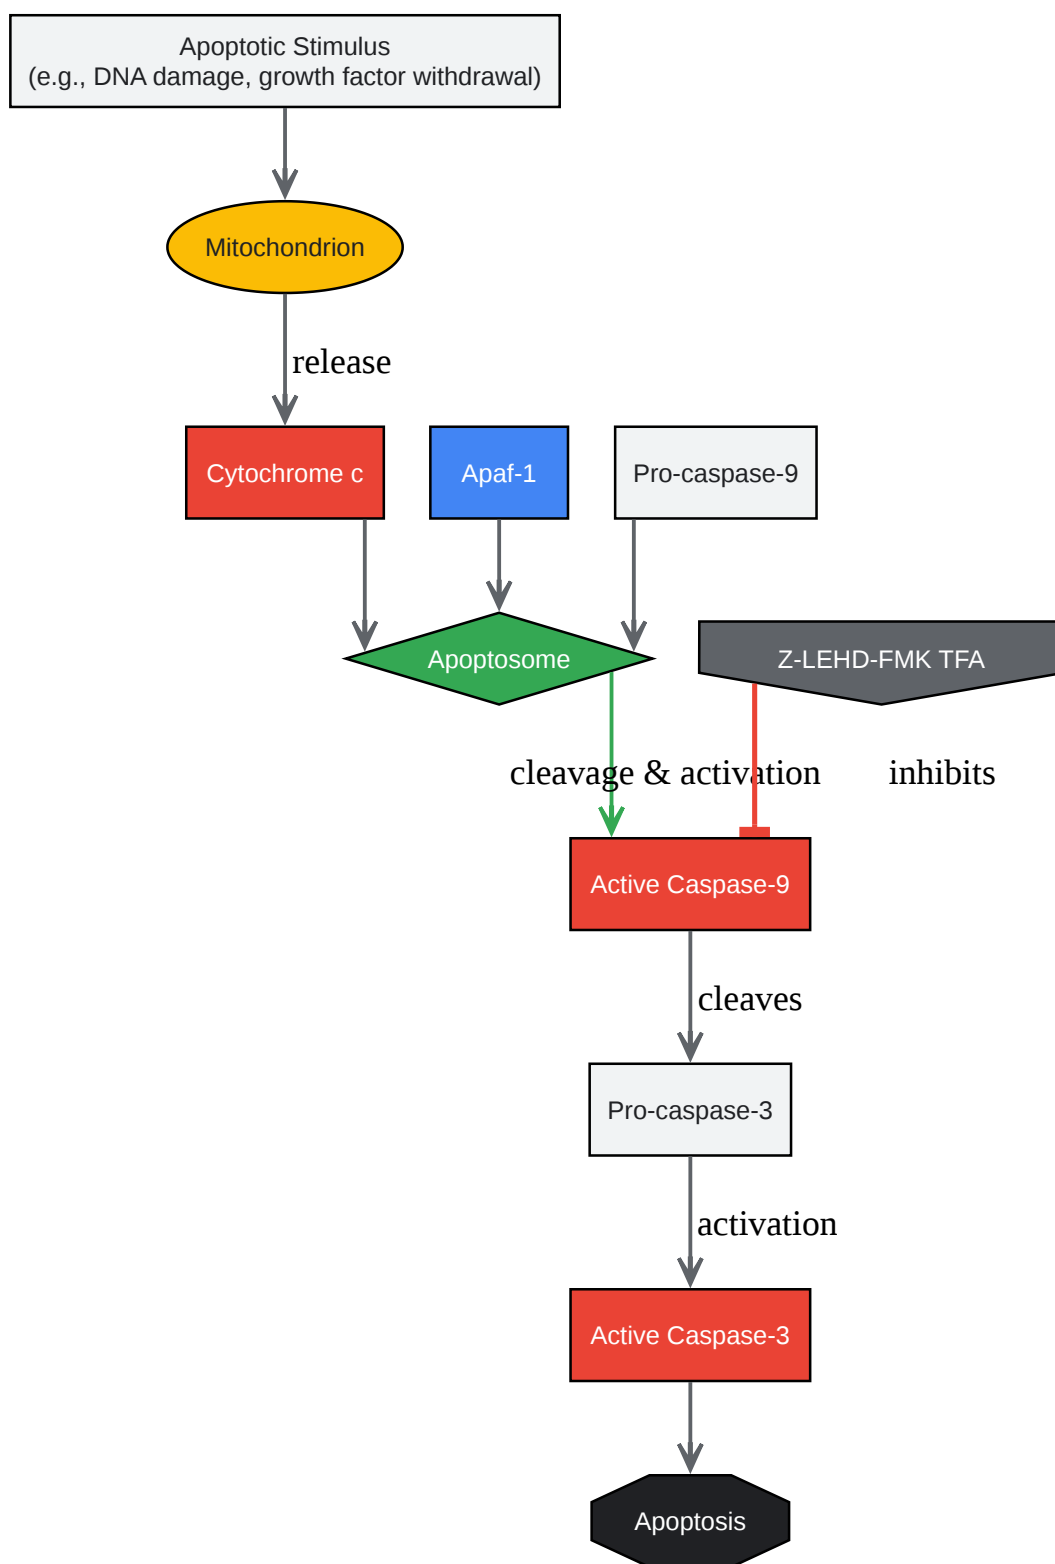 Apoptotic Stimulus
(e.g., DNA damage, growth factor withdrawal)
Mitochondrion
release
Cytochrome c
Apaf-1
Pro-caspase-9
Apoptosome
Z-LEHD-FMK TFA
cleavage & activation
inhibits
Active Caspase-9
cleaves
Pro-caspase-3
activation
Active Caspase-3
Apoptosis